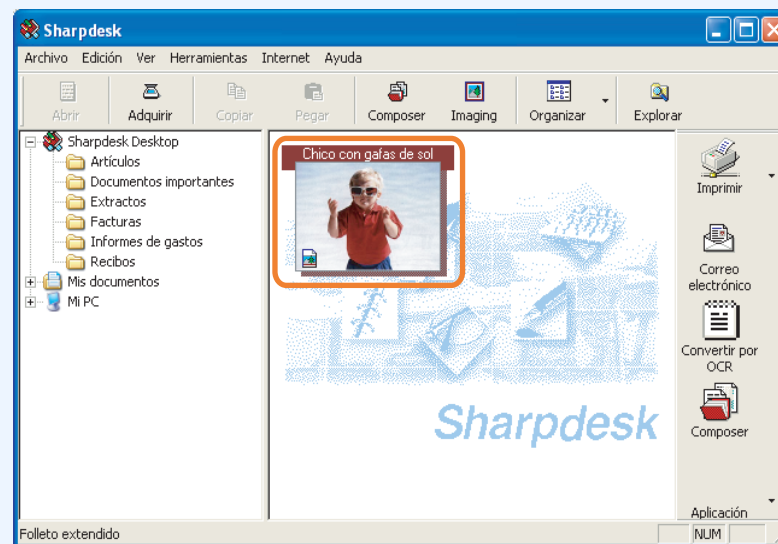 Sharpdesk
Archivo Edición Ver Herramientas Internet Ayuda
Abrir Adquirir Copiar Pegar Composer Imaging Organizar Explorar
Sharpdesk Desktop
Artículos
Documentos importantes
Extractos
Facturas
Informes de gastos
Recibos
Mis documentos
Mi PC
Chico con gafas de sol
Sharpdesk
Imprimir
Correo
electrónico
Convertir por
OCR
Composer
Aplicación
Folleto extendido NUM